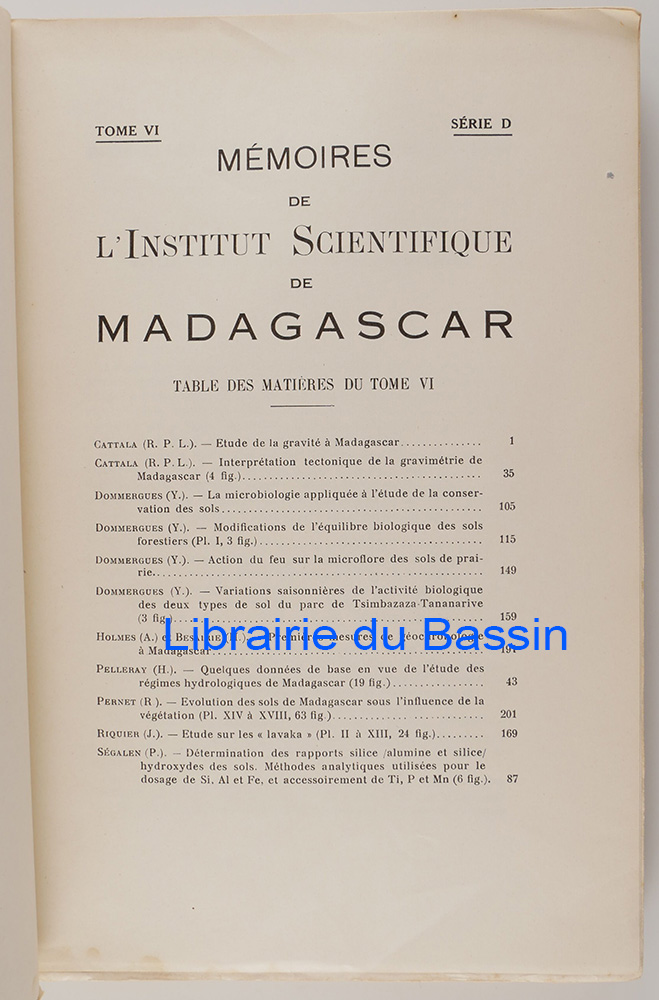 TOME VI
SÉRIE D
MÉMOIRES
DE
L'INSTITUT SCIENTIFIQUE
DE
MADAGASCAR
TABLE DES MATIÈRES DU TOME VI
CATTALA (R. P. L.). — Etude de la gravité à Madagascar............... 1
CATTALA (R. P. L.). — Interprétation tectonique de la gravimétrie de
Madagascar (4 fig.)............................................ 35
DOMMERGUES (Y.). — La microbiologie appliquée à l'étude de la conser-
vation des sols................................................ 105
DOMMERGUES (Y.). — Modifications de l'équilibre biologique des sols
forestiers (Pl. I, 3 fig.)........................................ 115
DOMMERGUES (Y.). — Action du feu sur la microflore des sols de prai-
rie............................................................ 149
DOMMERGUES (Y.). — Variations saisonnières de l'activité biologique
des deux types de sol du parc de Tsimbazaza-Tananarive
(3 fig.)........................................................ 159
HOLMES (A.) et BESAIRIE (H.). — Premières mesures de géochronologie
à Madagascar................................................ 191
Librairie du Bassin
PELLERAY (H.). — Quelques données de base en vue de l'étude des
régimes hydrologiques de Madagascar (19 fig.).................. 43
PERNET (R ). — Evolution des sols de Madagascar sous l'influence de la
végétation (Pl. XIV à XVIII, 63 fig.)............................ 201
RIQUIER (J.). — Etude sur les « lavaka » (Pl. II à XIII, 24 fig.)......... 169
SÉGALEN (P.). — Détermination des rapports silice /alumine et silice/
hydroxydes des sols. Méthodes analytiques utilisées pour le
dosage de Si, Al et Fe, et accessoirement de Ti, P et Mn (6 fig.). 87